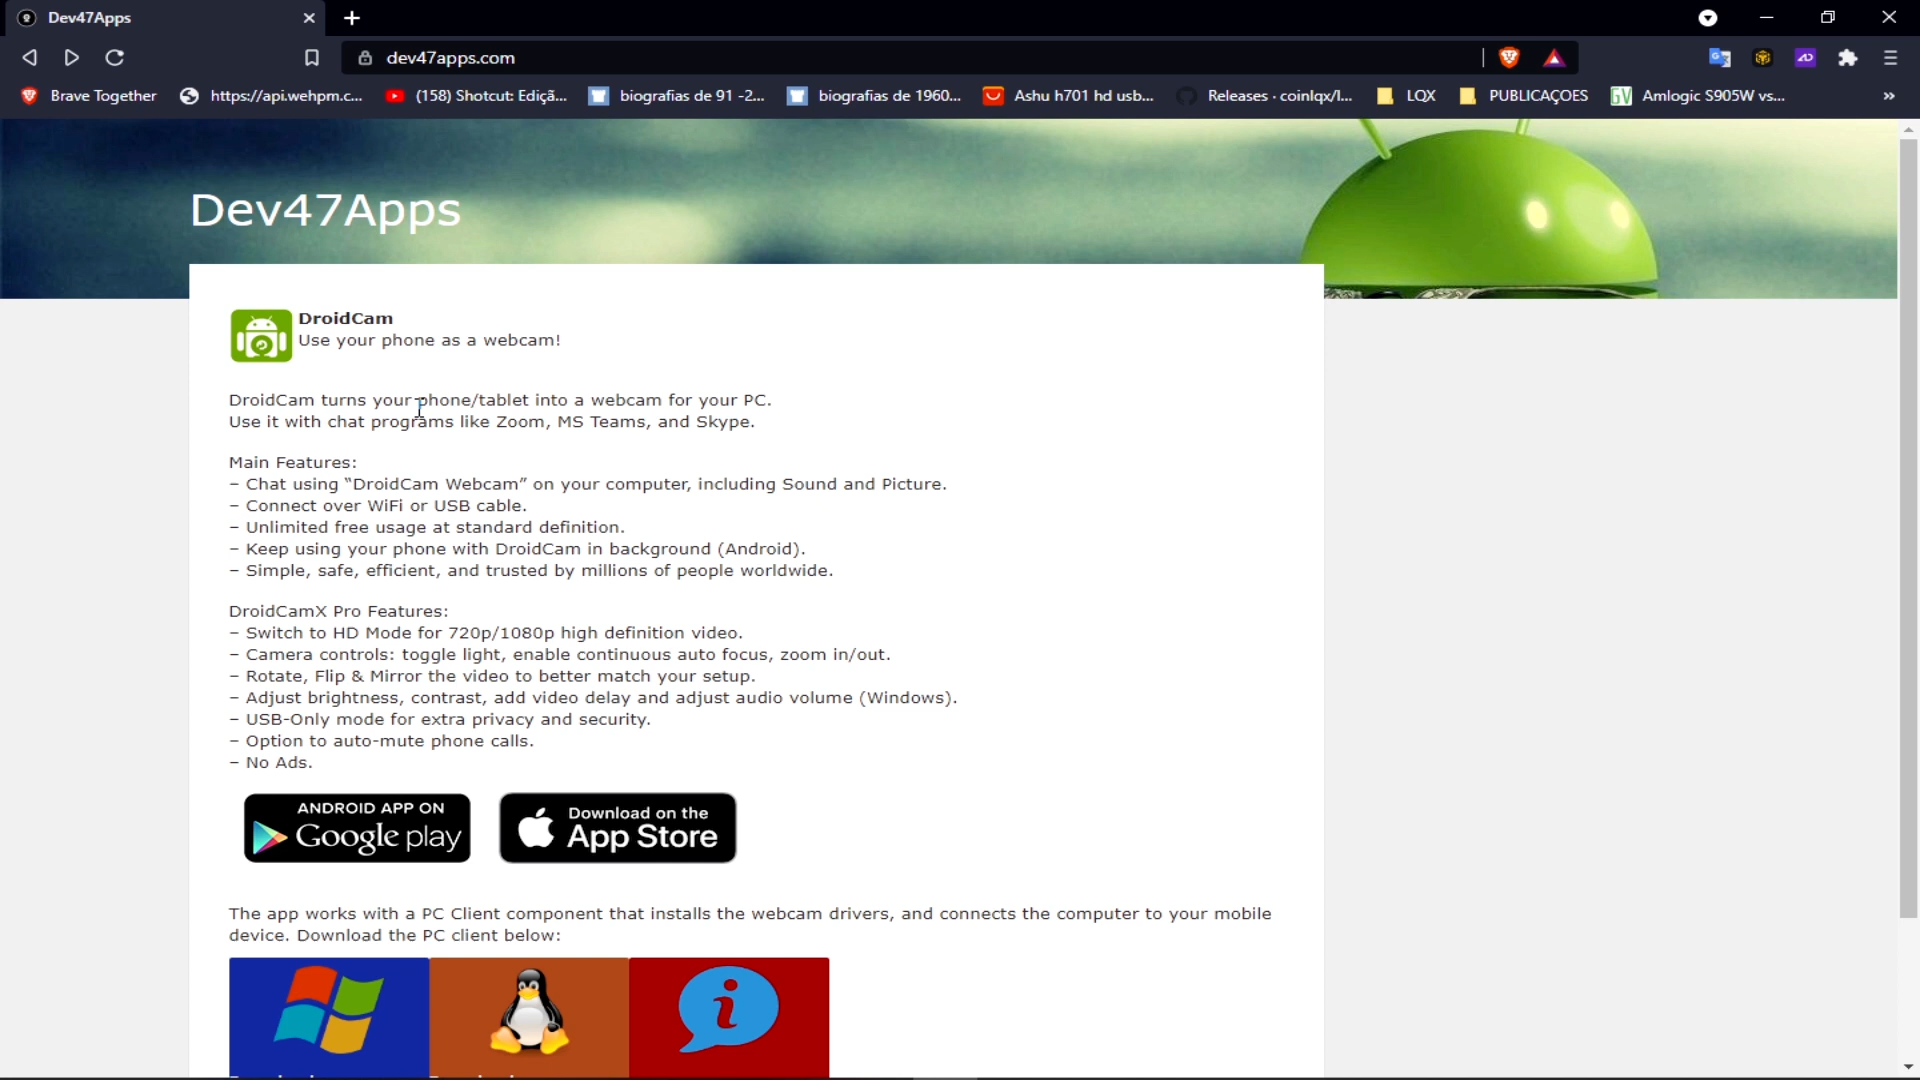 Dev47Apps
dev47apps.com
Brave Together
https://api.wehpm.c...
(158) Shotcut: Ediçã...
biografias de 91 -2...
biografias de 1960...
Ashu h701 hd usb...
Releases · coinlqx/l...
LQX
PUBLICAÇOES
GV
Amlogic S905W vs...
»
Dev47Apps
DroidCam
Use your phone as a webcam!
DroidCam turns your phone/tablet into a webcam for your PC.
Use it with chat programs like Zoom, MS Teams, and Skype.
Main Features:
– Chat using “DroidCam Webcam” on your computer, including Sound and Picture.
– Connect over WiFi or USB cable.
– Unlimited free usage at standard definition.
– Keep using your phone with DroidCam in background (Android).
– Simple, safe, efficient, and trusted by millions of people worldwide.
DroidCamX Pro Features:
– Switch to HD Mode for 720p/1080p high definition video.
– Camera controls: toggle light, enable continuous auto focus, zoom in/out.
– Rotate, Flip & Mirror the video to better match your setup.
– Adjust brightness, contrast, add video delay and adjust audio volume (Windows).
– USB-Only mode for extra privacy and security.
– Option to auto-mute phone calls.
– No Ads.
ANDROID APP ON
Google play
Download on the
App Store
The app works with a PC Client component that installs the webcam drivers, and connects the computer to your mobile
device. Download the PC client below:
i